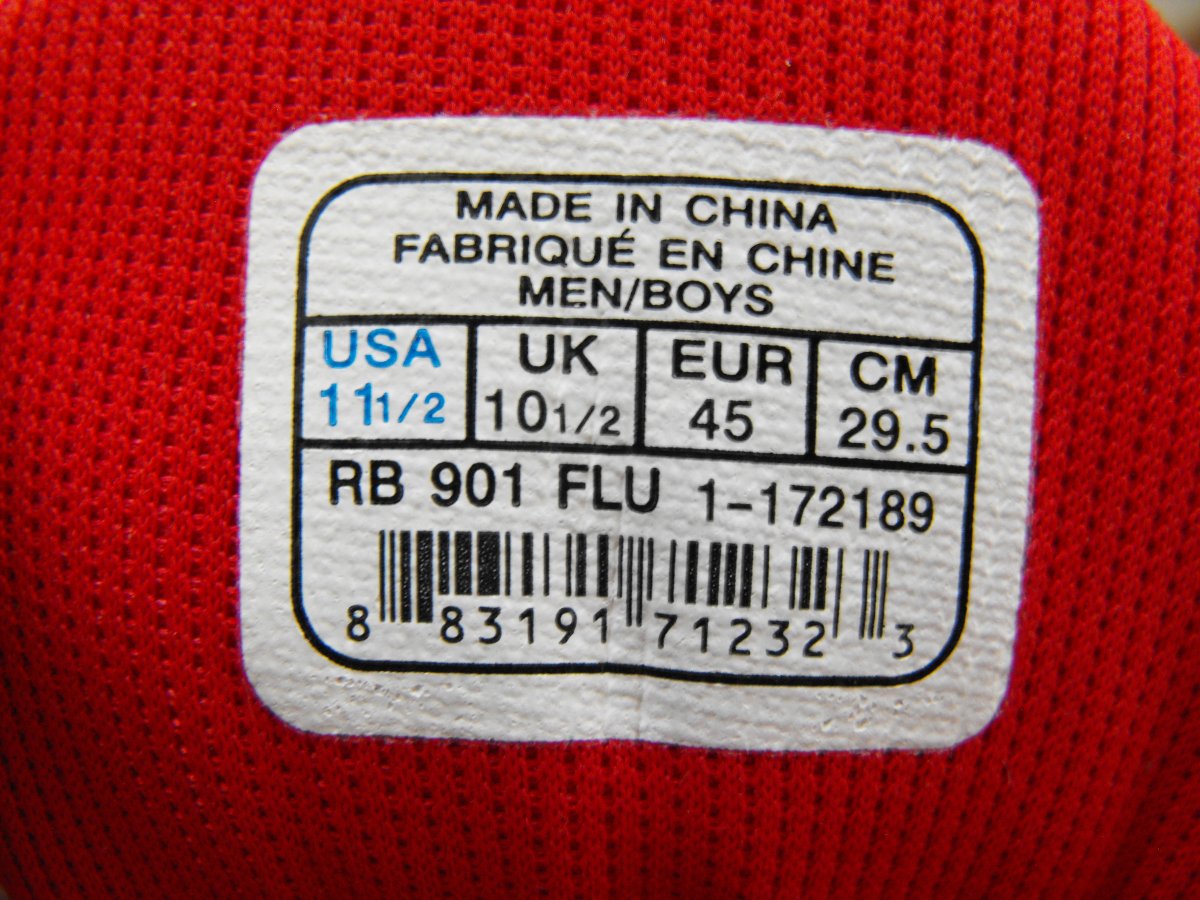 MADE IN CHINA
FABRIQUÉ EN CHINE
MEN/BOYS
USA UK EUR CM
11 1/2 10 1/2 45 29.5
RB 901 FLU 1-172189
8 83191 71232 3